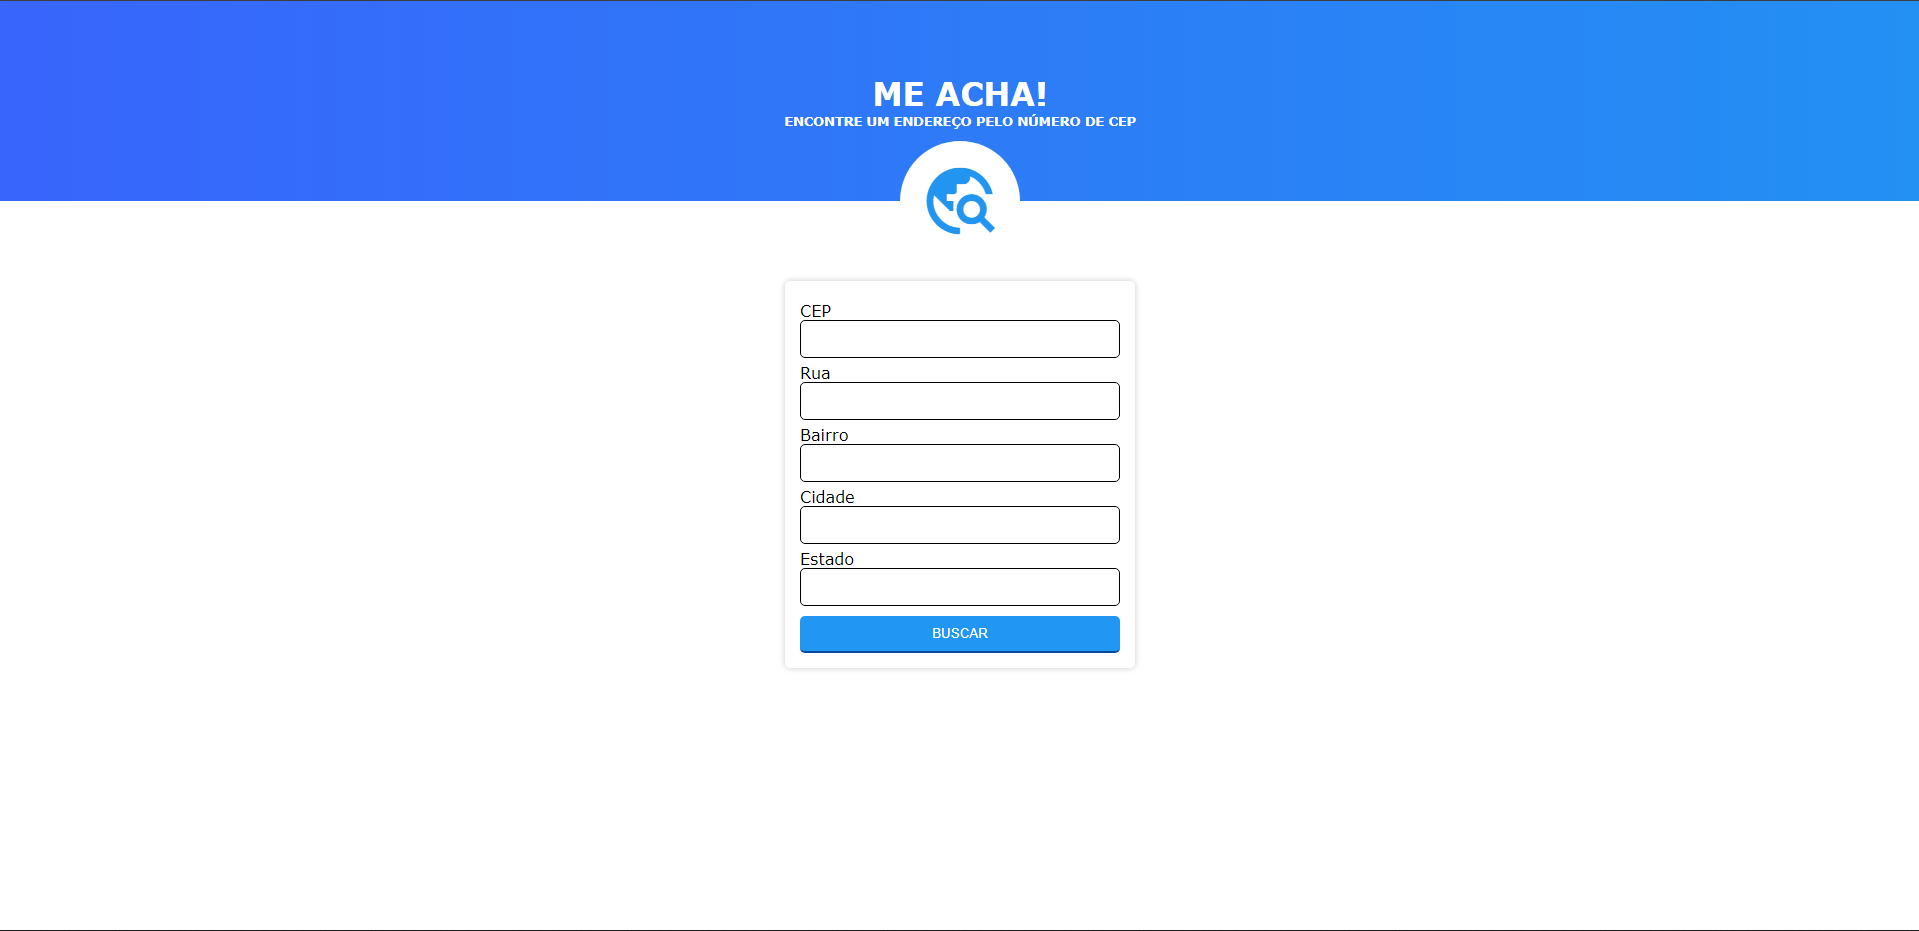 ME ACHA!
ENCONTRE UM ENDEREÇO PELO NÚMERO DE CEP
CEP
Rua
Bairro
Cidade
Estado
BUSCAR